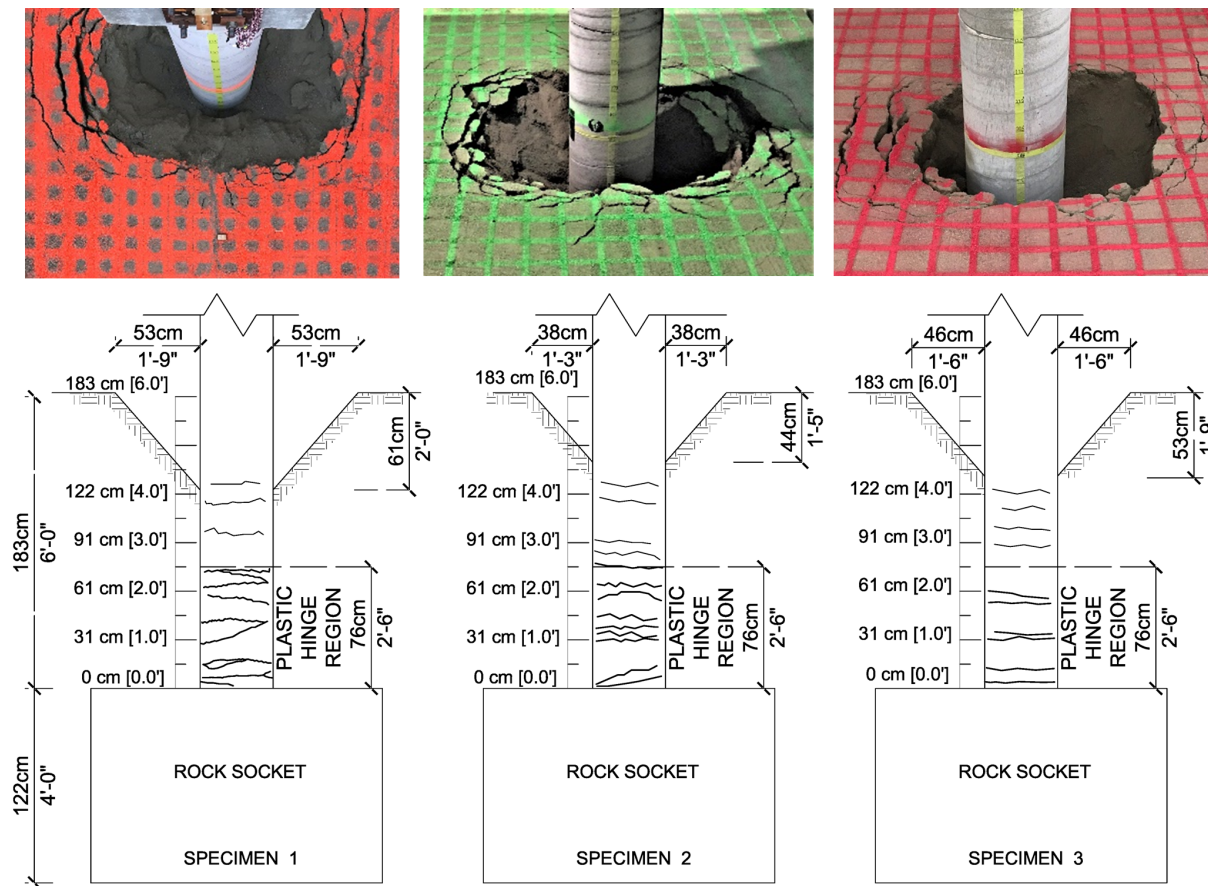 53cm
1'-9"
53cm
1'-9"
183 cm [6.0']
61cm
2'-0"
122 cm [4.0']
91 cm [3.0']
61 cm [2.0']
31 cm [1.0']
0 cm [0.0']
183cm
6'-0"
PLASTIC
HINGE
REGION
76cm
2'-6"
122cm
4'-0"
ROCK SOCKET
SPECIMEN 1
38cm
1'-3"
38cm
1'-3"
183 cm [6.0']
44cm
1'-5"
122 cm [4.0']
91 cm [3.0']
61 cm [2.0']
31 cm [1.0']
0 cm [0.0']
PLASTIC
HINGE
REGION
76cm
2'-6"
ROCK SOCKET
SPECIMEN 2
46cm
1'-6"
46cm
1'-6"
183 cm [6.0']
53cm
1'-9"
122 cm [4.0']
91 cm [3.0']
61 cm [2.0']
31 cm [1.0']
0 cm [0.0']
PLASTIC
HINGE
REGION
76cm
2'-6"
ROCK SOCKET
SPECIMEN 3